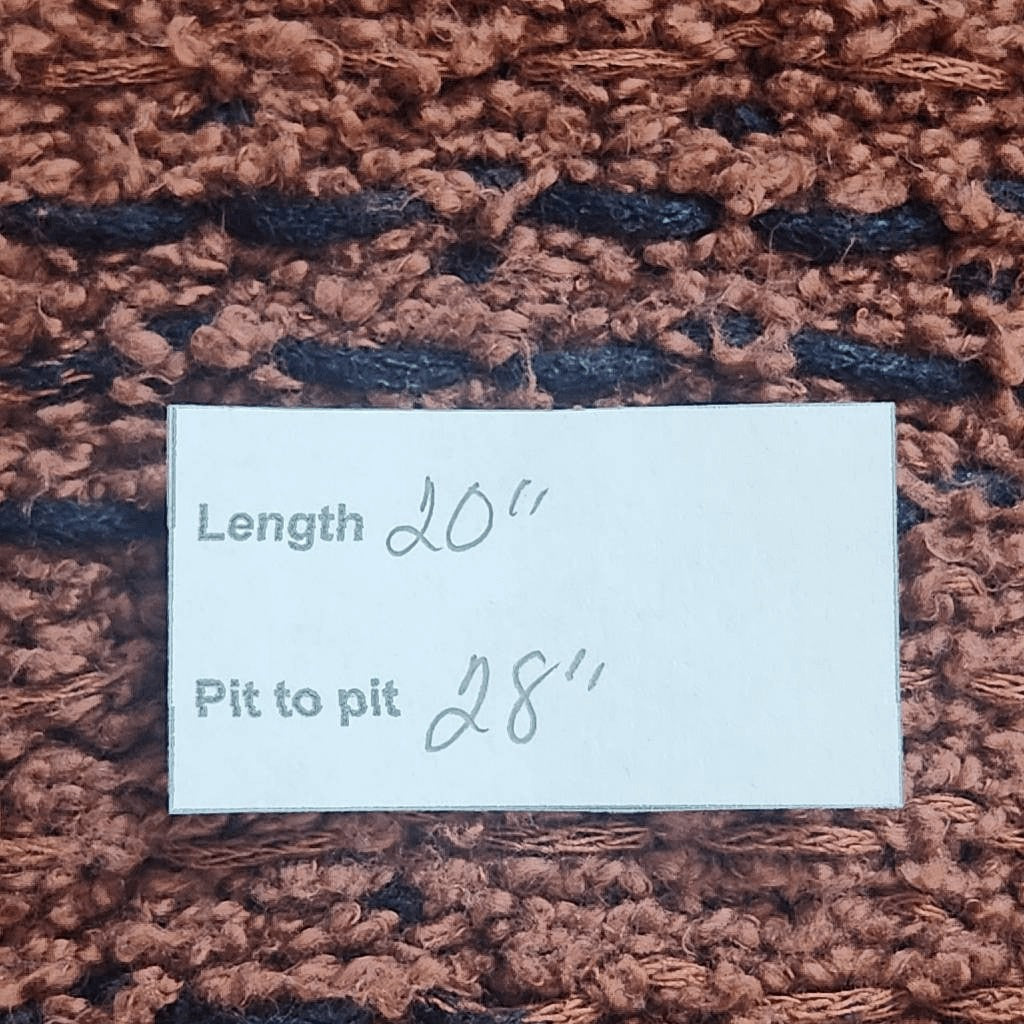 Length 20"
Pit to pit 28"